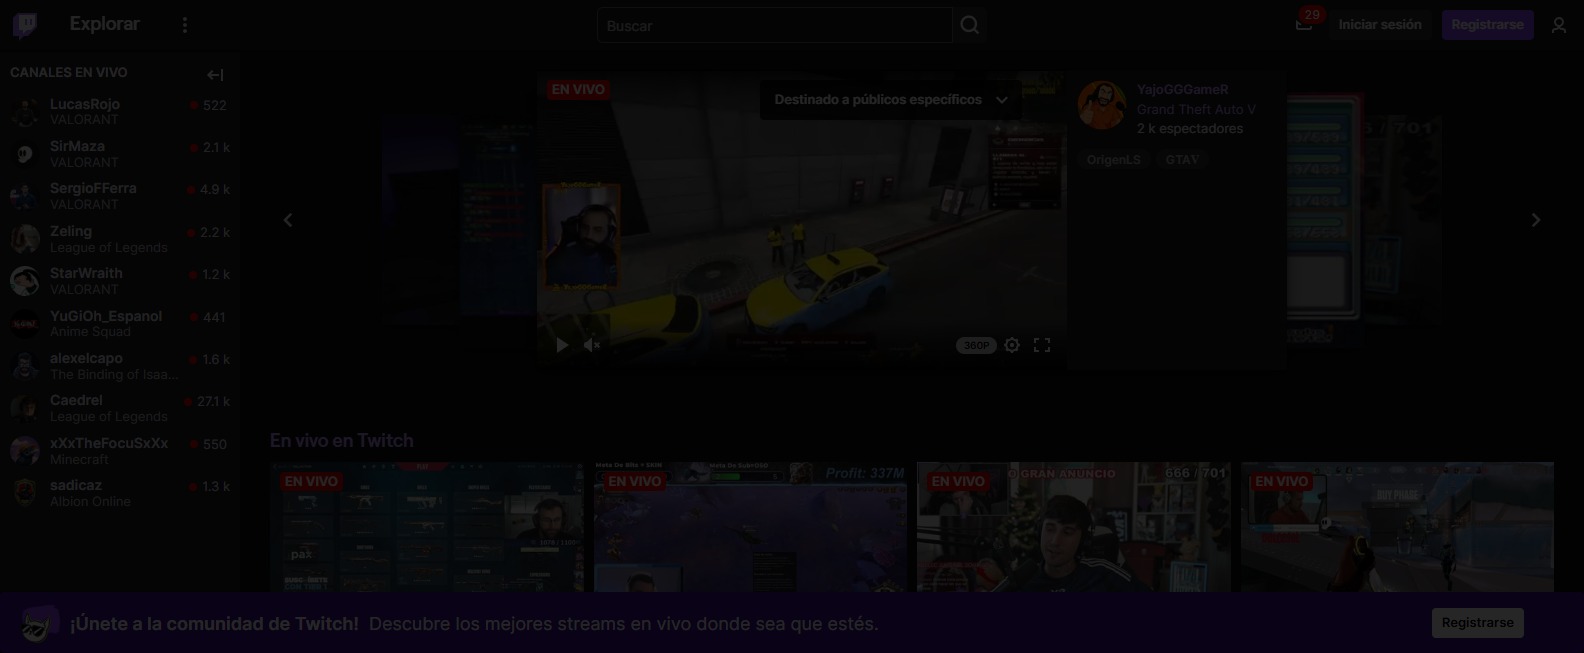 Explorar
Buscar
29
Iniciar sesión
Registrarse
CANALES EN VIVO
LucasRojo
522
VALORANT
SirMaza
2.1 k
VALORANT
SergioFFerra
4.9 k
VALORANT
Zeling
2.2 k
League of Legends
StarWraith
1.2 k
VALORANT
YuGiOh_Espanol
441
Anime Squad
alexelcapo
1.6 k
The Binding of Isaa...
Caedrel
27.1 k
League of Legends
xXxTheFocuSxXx
550
Minecraft
sadicaz
1.3 k
Albion Online
EN VIVO
Destinado a públicos específicos
360P
YajoGGGameR
Grand Theft Auto V
2 k espectadores
OrigenLS
GTAV
/ 701
En vivo en Twitch
EN VIVO
PLAY
pax
EN VIVO
Profit: 337M
EN VIVO
O GRAN ANUNCIO
666 / 701
EN VIVO
BUY PHASE
¡Únete a la comunidad de Twitch! Descubre los mejores streams en vivo donde sea que estés.
Registrarse